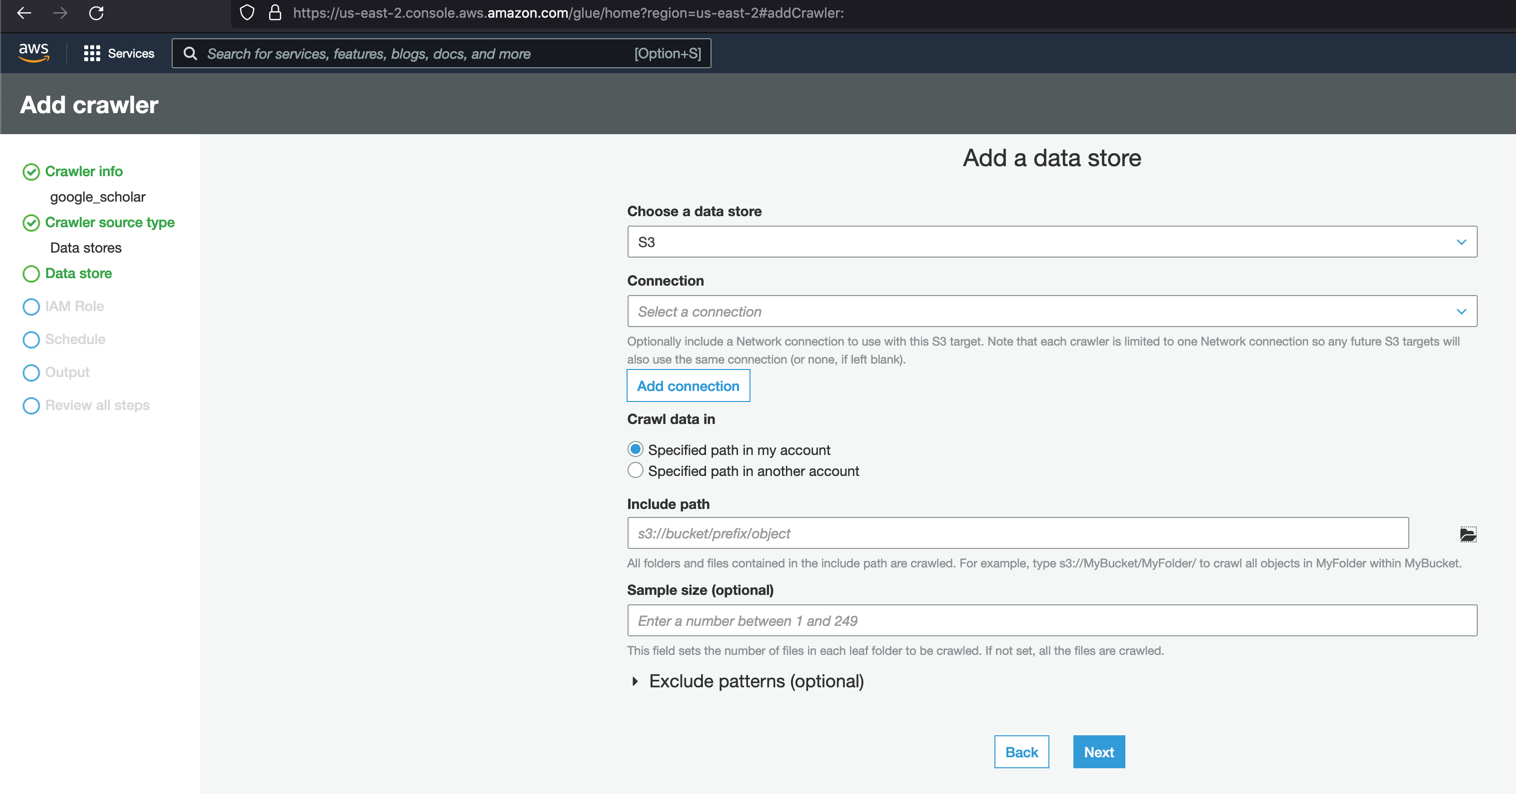 https://us-east-2.console.aws.amazon.com/glue/home?region=us-east-2#addCrawler:
aws
Services
Search for services, features, blogs, docs, and more
[Option+S]
Add crawler
Crawler info
google_scholar
Crawler source type
Data stores
Data store
IAM Role
Schedule
Output
Review all steps
Add a data store
Choose a data store
S3
Connection
Select a connection
Optionally include a Network connection to use with this S3 target. Note that each crawler is limited to one Network connection so any future S3 targets will
also use the same connection (or none, if left blank).
Add connection
Crawl data in
Specified path in my account
Specified path in another account
Include path
s3://bucket/prefix/object
All folders and files contained in the include path are crawled. For example, type s3://MyBucket/MyFolder/ to crawl all objects in MyFolder within MyBucket.
Sample size (optional)
Enter a number between 1 and 249
This field sets the number of files in each leaf folder to be crawled. If not set, all the files are crawled.
Exclude patterns (optional)
Back
Next